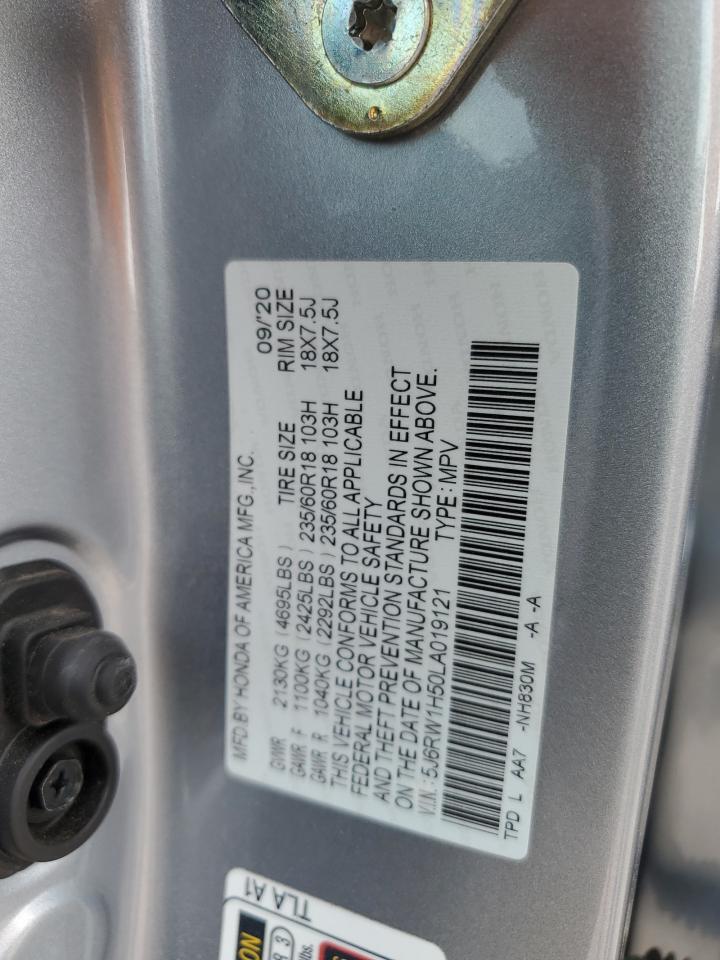 MFD.BY HONDA OF AMERICA MFG.,INC. 09/'20
TIRE SIZE RIM SIZE
GVWR 2130KG (4695LBS)
GAWR F 1100KG (2425LBS) 235/60R18 103H 18X7.5J
GAWR R 1040KG (2292LBS) 235/60R18 103H 18X7.5J
THIS VEHICLE CONFORMS TO ALL APPLICABLE
FEDERAL MOTOR VEHICLE SAFETY
AND THEFT PREVENTION STANDARDS IN EFFECT
ON THE DATE OF MANUFACTURE SHOWN ABOVE.
V.I.N.: 5J6RW1H50LA019121 TYPE: MPV
TPD L AA7 -NH830M -A -A
TLA A1
ON
R 3
lbs.